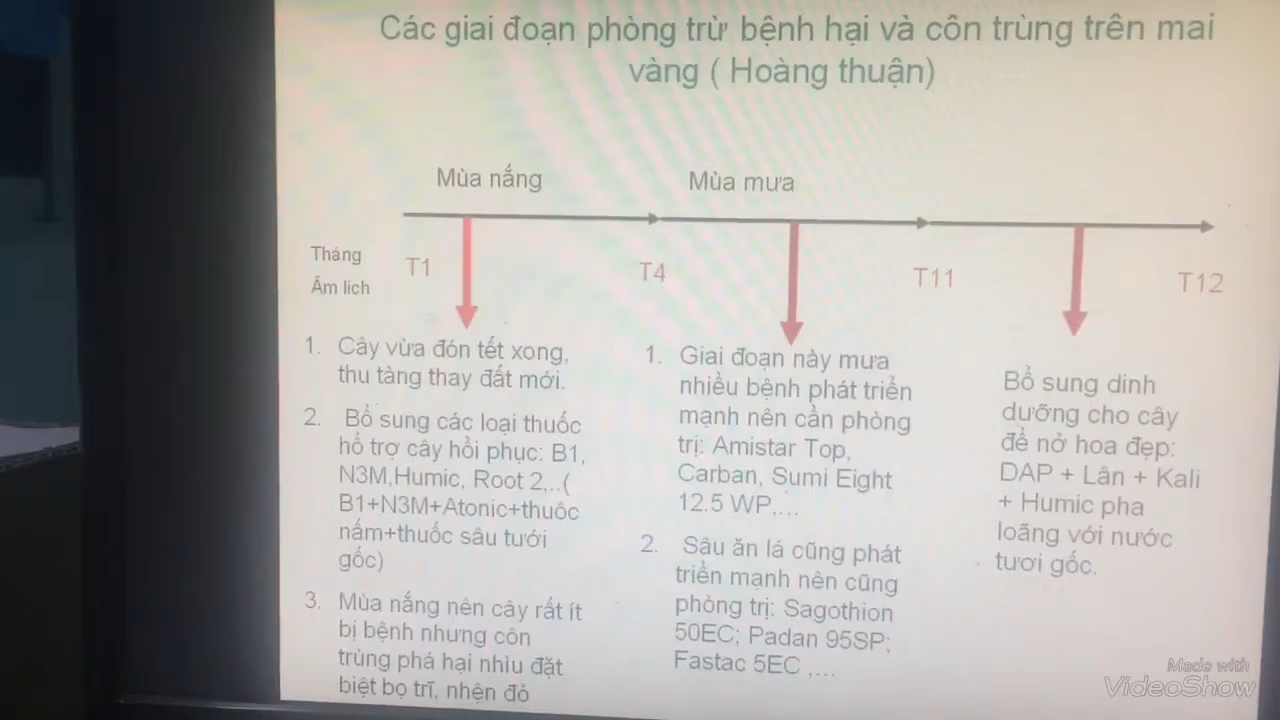 Các giai đoạn phòng trừ bệnh hại và côn trùng trên mai
vàng ( Hoàng thuận)
Mùa nắng
Mùa mưa
Tháng
Âm lich
T1
T4
T11
T12
1. Cây vừa đón tết xong,
thu tàng thay đất mới.
2. Bổ sung các loại thuốc
hổ trợ cây hồi phục: B1,
N3M,Humic, Root 2,..(
B1+N3M+Atonic+thuôc
nấm+thuốc sâu tưới
gốc)
3. Mùa nắng nên cây rất ít
bị bệnh nhưng côn
trùng phá hại nhìu đặt
biệt bọ trĩ, nhện đỏ
1. Giai đoạn này mưa
nhiều bệnh phát triển
mạnh nên cần phòng
trị: Amistar Top,
Carban, Sumi Eight
12.5 WP,...
2. Sâu ăn lá cũng phát
triển mạnh nên cũng
phòng trị: Sagothion
50EC; Padan 95SP;
Fastac 5EC ,...
Bổ sung dinh
dưỡng cho cây
để nở hoa đẹp:
DAP + Lân + Kali
+ Humic pha
loãng với nước
tươi gốc.
Made with
VideoShow